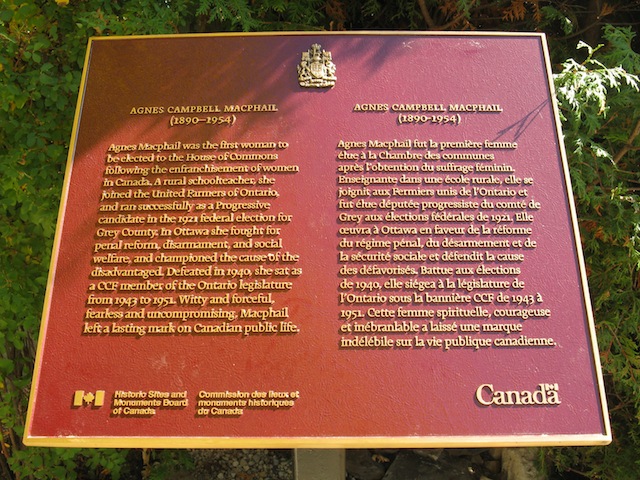 AGNES CAMPBELL MACPHAIL
(1890–1954)
Agnes Macphail was the first woman to
be elected to the House of Commons
following the enfranchisement of women
in Canada. A rural schoolteacher, she
joined the United Farmers of Ontario,
and ran successfully as a Progressive
candidate in the 1921 federal election for
Grey County. In Ottawa she fought for
penal reform, disarmament, and social
welfare, and championed the cause of the
disadvantaged. Defeated in 1940, she sat as
a CCF member of the Ontario legislature
from 1943 to 1951. Witty and forceful,
fearless and uncompromising, Macphail
left a lasting mark on Canadian public life.
AGNES CAMPBELL MACPHAIL
(1890-1954)
Agnes Macphail fut la première femme
élue à la Chambre des communes
après l'obtention du suffrage féminin.
Enseignante dans une école rurale, elle se
joignit aux Fermiers unis de l'Ontario et
fut élue députée progressiste du comté de
Grey aux élections fédérales de 1921. Elle
œuvra à Ottawa en faveur de la réforme
du régime pénal, du désarmement et de
la sécurité sociale et défendit la cause
des défavorisés. Battue aux élections
de 1940, elle siégea à la législature de
l'Ontario sous la bannière CCF de 1943 à
1951. Cette femme spirituelle, courageuse
et inébranlable a laissé une marque
indélébile sur la vie publique canadienne.
Historic Sites and
Monuments Board
of Canada
Commission des lieux et
monuments historiques
du Canada
Canada